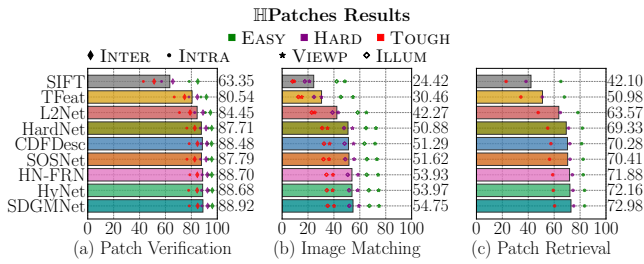 ℍPatches Results
EASY HARD TOUGH
INTER INTRA VIEWP ILLUM
SIFT 63.35 24.42 42.10
TFeat 80.54 30.46 50.98
L2Net 84.45 42.27 63.57
HardNet 87.71 50.88 69.33
CDFDesc 88.48 51.29 70.28
SOSNet 87.79 51.62 70.41
HN-FRN 88.70 53.93 71.88
HyNet 88.68 53.97 72.16
SDGMNet 88.92 54.75 72.98
0 20 40 60 80 100 0 20 40 60 80 100 0 20 40 60 80 100
(a) Patch Verification (b) Image Matching (c) Patch Retrieval